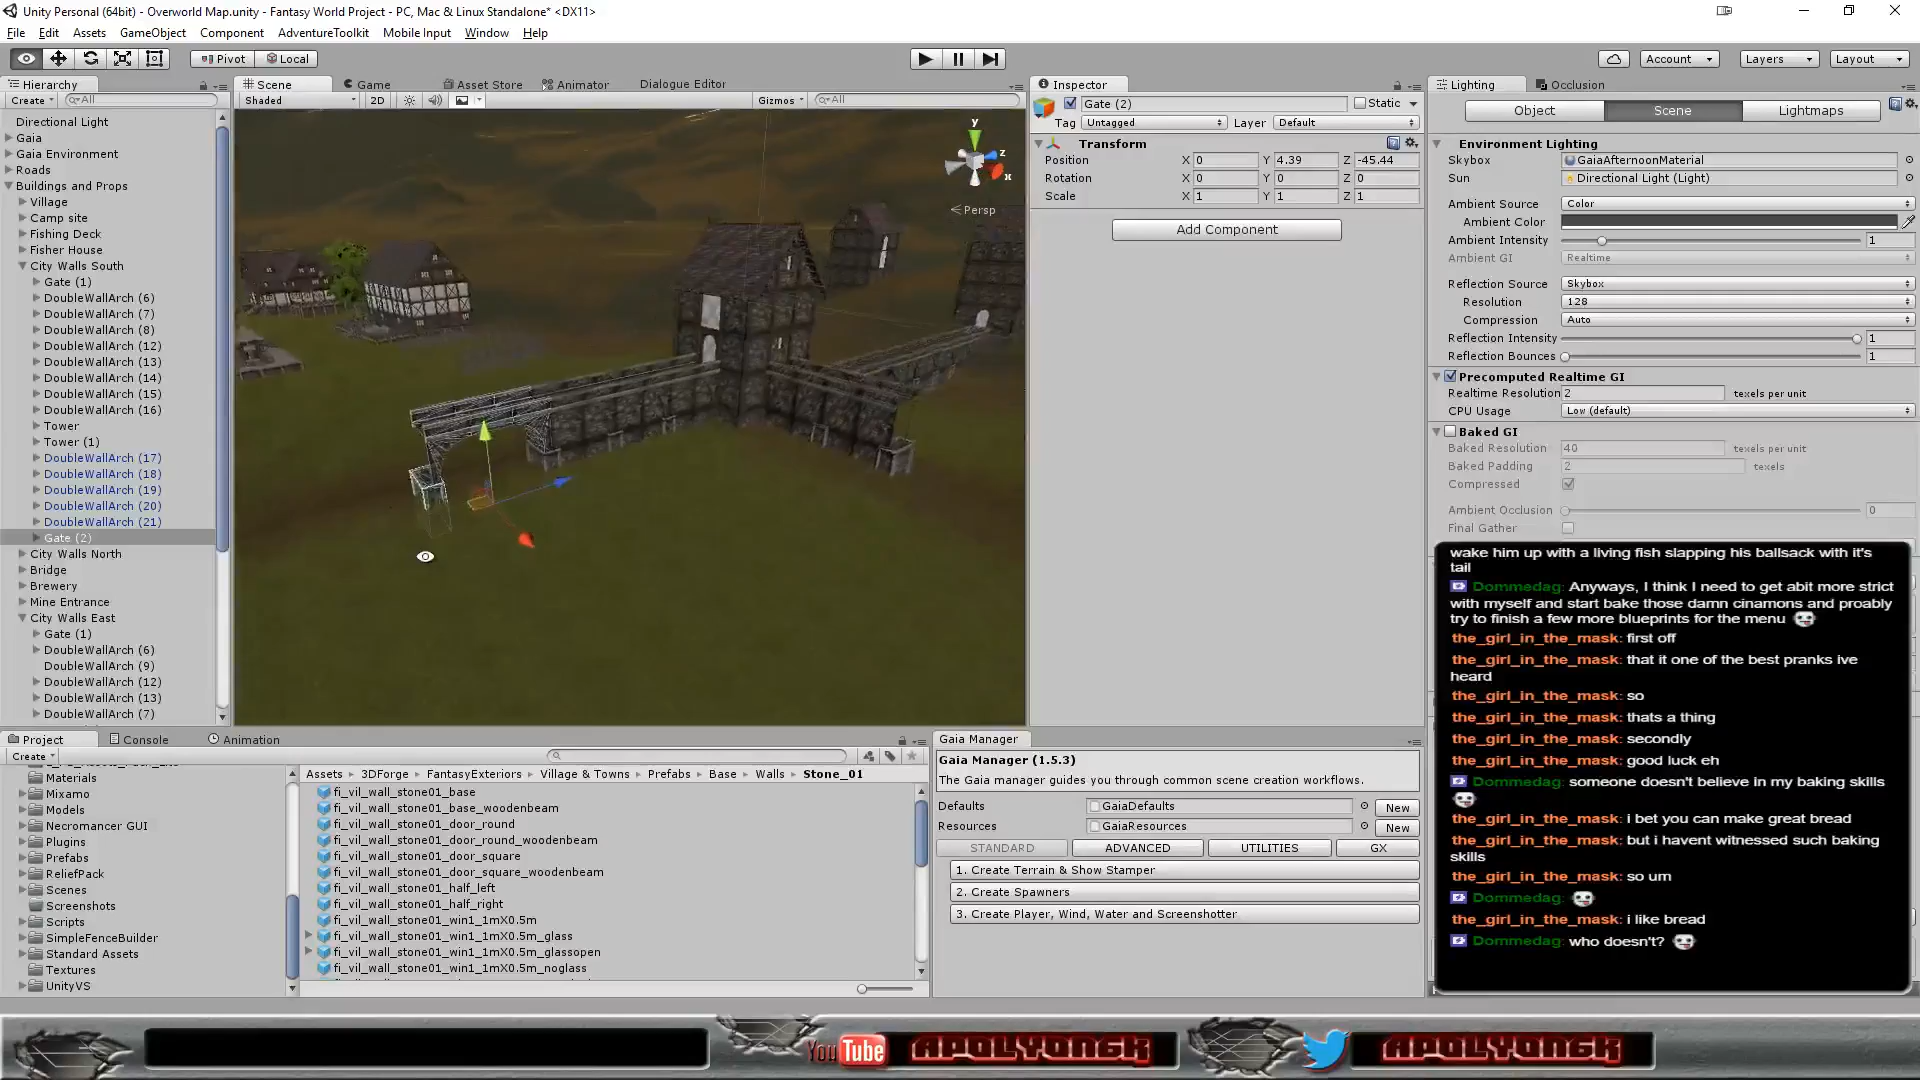 Unity Personal (64bit) - Overworld Map.unity - Fantasy World Project - PC, Mac & Linux Standalone* <DX11>
File Edit Assets GameObject Component AdventureToolkit Mobile Input Window Help
Pivot Local Account Layers Layout
Hierarchy
Create All
Directional Light
Gaia
Gaia Environment
Roads
Buildings and Props
Village
Camp site
Fishing Deck
Fisher House
City Walls South
Gate (1)
DoubleWallArch (6)
DoubleWallArch (7)
DoubleWallArch (8)
DoubleWallArch (12)
DoubleWallArch (13)
DoubleWallArch (14)
DoubleWallArch (15)
DoubleWallArch (16)
Tower
Tower (1)
DoubleWallArch (17)
DoubleWallArch (18)
DoubleWallArch (19)
DoubleWallArch (20)
DoubleWallArch (21)
Gate (2)
City Walls North
Bridge
Brewery
Mine Entrance
City Walls East
Gate (1)
DoubleWallArch (6)
DoubleWallArch (9)
DoubleWallArch (12)
DoubleWallArch (13)
DoubleWallArch (7)
Scene Game Asset Store Animator Dialogue Editor
Shaded 2D Gizmos All
y
z
x
Persp
Inspector
Gate (2) Static
Tag Untagged Layer Default
Transform
Position X 0 Y 4.39 Z -45.44
Rotation X 0 Y 0 Z 0
Scale X 1 Y 1 Z 1
Add Component
Lighting Occlusion
Object Scene Lightmaps
Environment Lighting
Skybox GaiaAfternoonMaterial
Sun Directional Light (Light)
Ambient Source Color
Ambient Color
Ambient Intensity 1
Ambient GI Realtime
Reflection Source Skybox
Resolution 128
Compression Auto
Reflection Intensity 1
Reflection Bounces 1
Precomputed Realtime GI
Realtime Resolution 2 texels per unit
CPU Usage Low (default)
Baked GI
Baked Resolution 40 texels per unit
Baked Padding 2 texels
Compressed
Ambient Occlusion 0
Final Gather
wake him up with a living fish slapping his ballsack with it's
tail
Dommedag: Anyways, I think I need to get abit more strict
with myself and start bake those damn cinamons and proably
try to finish a few more blueprints for the menu
the_girl_in_the_mask: first off
the_girl_in_the_mask: that it one of the best pranks ive
heard
the_girl_in_the_mask: so
the_girl_in_the_mask: thats a thing
the_girl_in_the_mask: secondly
the_girl_in_the_mask: good luck eh
Dommedag: someone doesn't believe in my baking skills
the_girl_in_the_mask: i bet you can make great bread
the_girl_in_the_mask: but i havent witnessed such baking
skills
the_girl_in_the_mask: so um
Dommedag:
the_girl_in_the_mask: i like bread
Dommedag: who doesn't?
Project Console Animation
Create
Materials
Mixamo
Models
Necromancer GUI
Plugins
Prefabs
ReliefPack
Scenes
Screenshots
Scripts
SimpleFenceBuilder
Standard Assets
Textures
UnityVS
Assets 3DForge FantasyExteriors Village & Towns Prefabs Base Walls Stone_01
fi_vil_wall_stone01_base
fi_vil_wall_stone01_base_woodenbeam
fi_vil_wall_stone01_door_round
fi_vil_wall_stone01_door_round_woodenbeam
fi_vil_wall_stone01_door_square
fi_vil_wall_stone01_door_square_woodenbeam
fi_vil_wall_stone01_half_left
fi_vil_wall_stone01_half_right
fi_vil_wall_stone01_win1_1mX0.5m
fi_vil_wall_stone01_win1_1mX0.5m_glass
fi_vil_wall_stone01_win1_1mX0.5m_glassopen
fi_vil_wall_stone01_win1_1mX0.5m_noglass
Gaia Manager
Gaia Manager (1.5.3)
The Gaia manager guides you through common scene creation workflows.
Defaults GaiaDefaults New
Resources GaiaResources New
STANDARD ADVANCED UTILITIES GX
1. Create Terrain & Show Stamper
2. Create Spawners
3. Create Player, Wind, Water and Screenshotter
YouTube APOLYONGK APOLYONGK